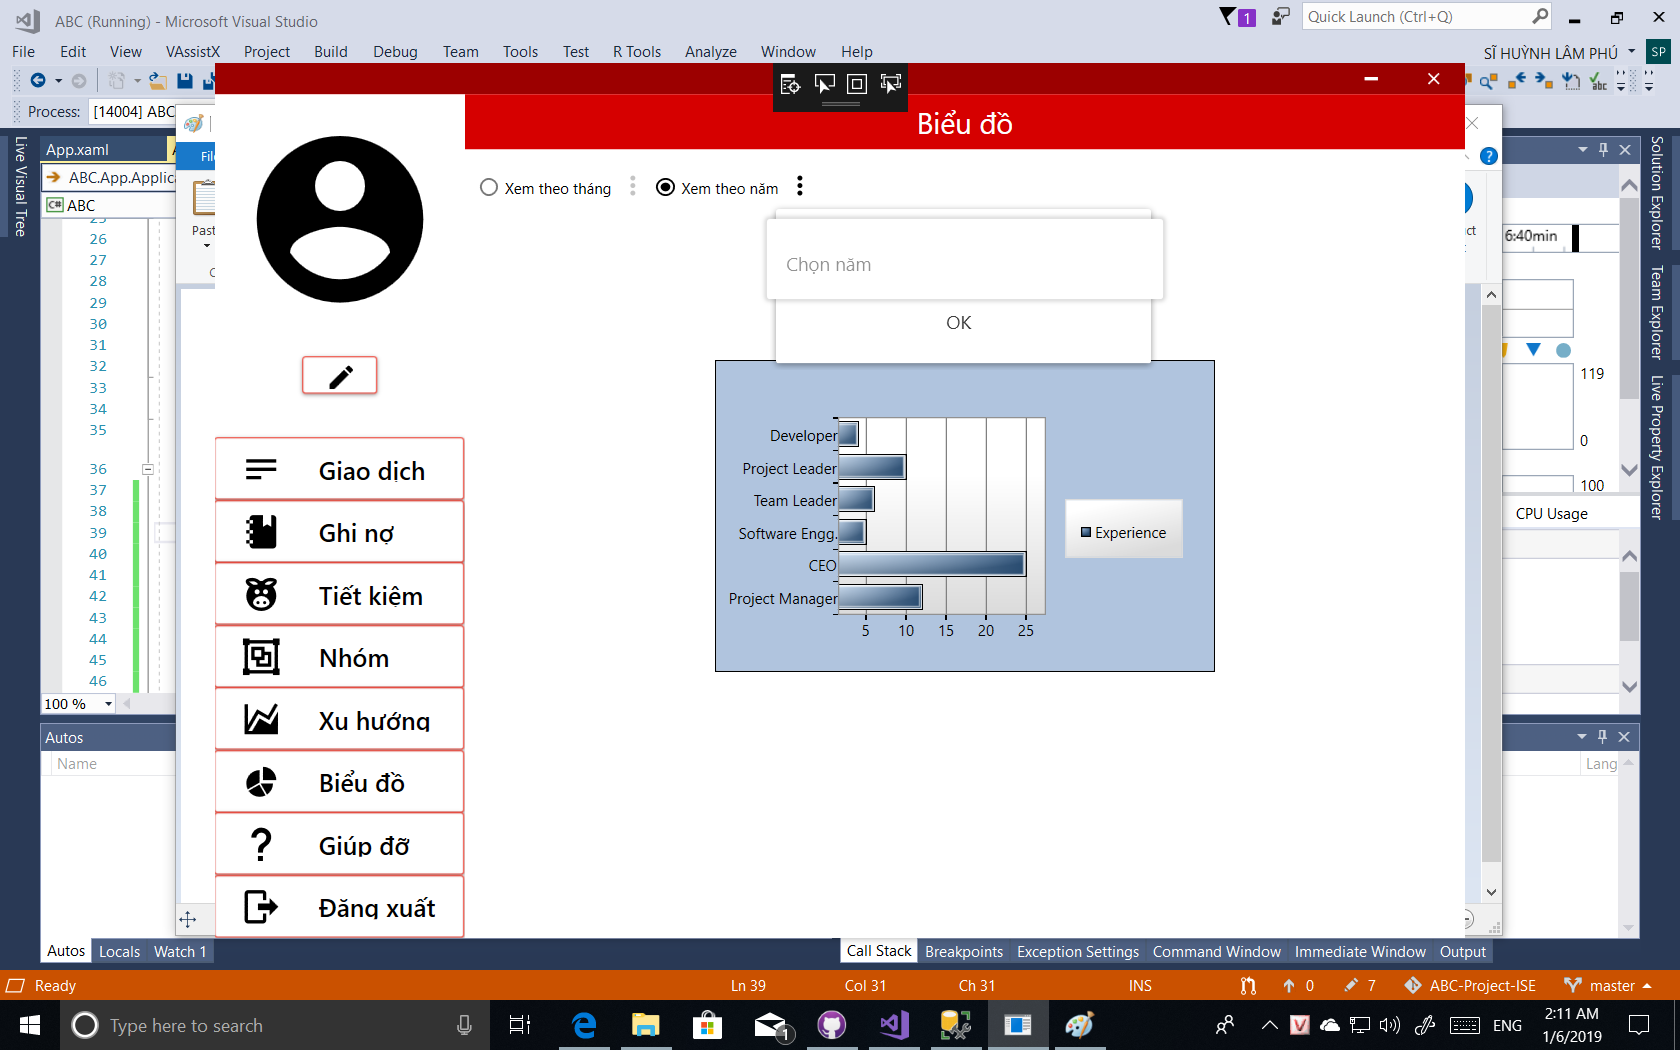 ABC (Running) - Microsoft Visual Studio
1
Quick Launch (Ctrl+Q)
File Edit View VAssistX Project Build Debug Team Tools Test R Tools Analyze Window Help
SĨ HUỲNH LÂM PHÚ SP
Process: [14004] ABC
Biểu đồ
Live Visual Tree
App.xaml
ABC.App.Applica
C# ABC
Past
Xem theo tháng
Xem theo năm
Chọn năm
OK
6:40min
119
0
100
CPU Usage
Solution Explorer
Team Explorer
Live Property Explorer
26
27
28
29
30
31
32
33
34
35
36
37
38
39
40
41
42
43
44
45
46
100 %
Giao dịch
Ghi nợ
Tiết kiệm
Nhóm
Xu hướng
Biểu đồ
Giúp đỡ
Đăng xuất
Developer
Project Leader
Team Leader
Software Engg.
CEO
Project Manager
5 10 15 20 25
Experience
Autos
Name
Lang
Autos Locals Watch 1
Call Stack Breakpoints Exception Settings Command Window Immediate Window Output
Ready
Ln 39 Col 31 Ch 31 INS
0 7 ABC-Project-ISE master
Type here to search
1
ENG
2:11 AM
1/6/2019